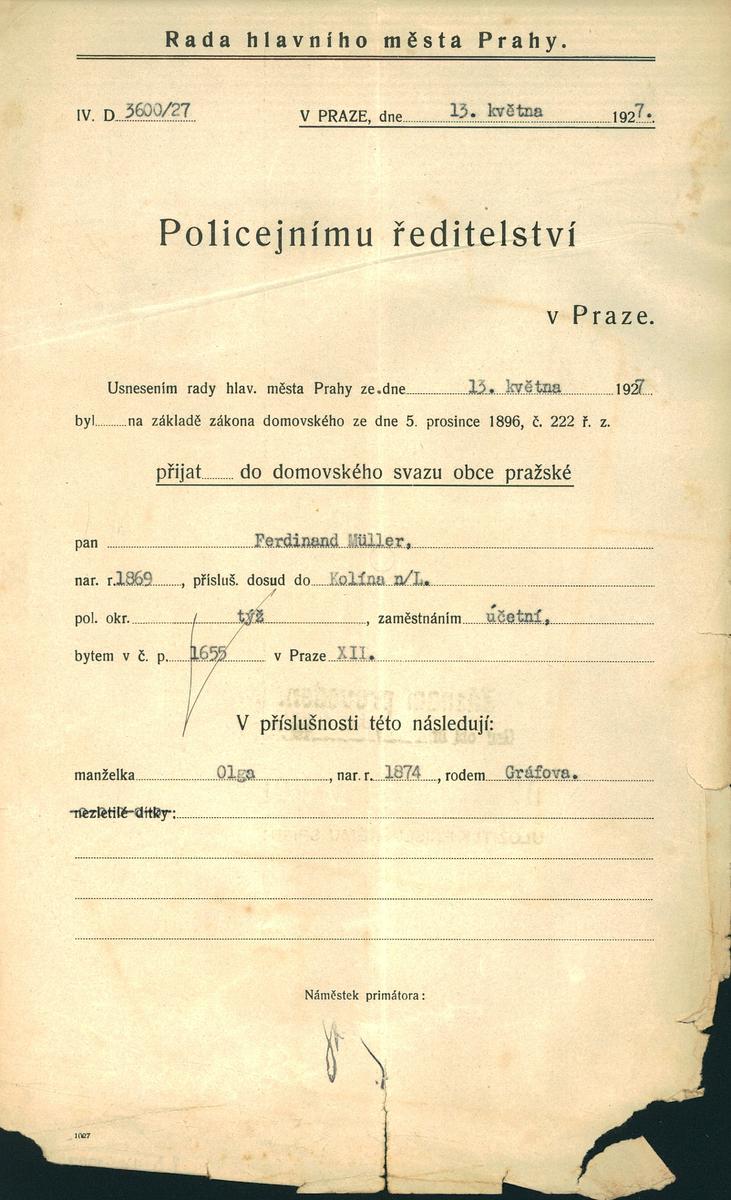 Rada hlavního města Prahy.
IV. D 3600/27 V PRAZE, dne 13. května 1927.
Policejnímu ředitelství
v Praze.
Usnesením rady hlav. města Prahy ze dne 13. května 1927
byl na základě zákona domovského ze dne 5. prosince 1896, č. 222 ř. z.
přijat do domovského svazu obce pražské
pan Ferdinand Müller,
nar. r. 1869, přísluš. dosud do Kolína n/L.
pol. okr. týž, zaměstnáním účetní,
bytem v č. p. 1655 v Praze XII.
V příslušnosti této následují:
manželka Olga, nar. r. 1874, rodem Gráfova.
nezletilé dítky:
Náměstek primátora:
1027